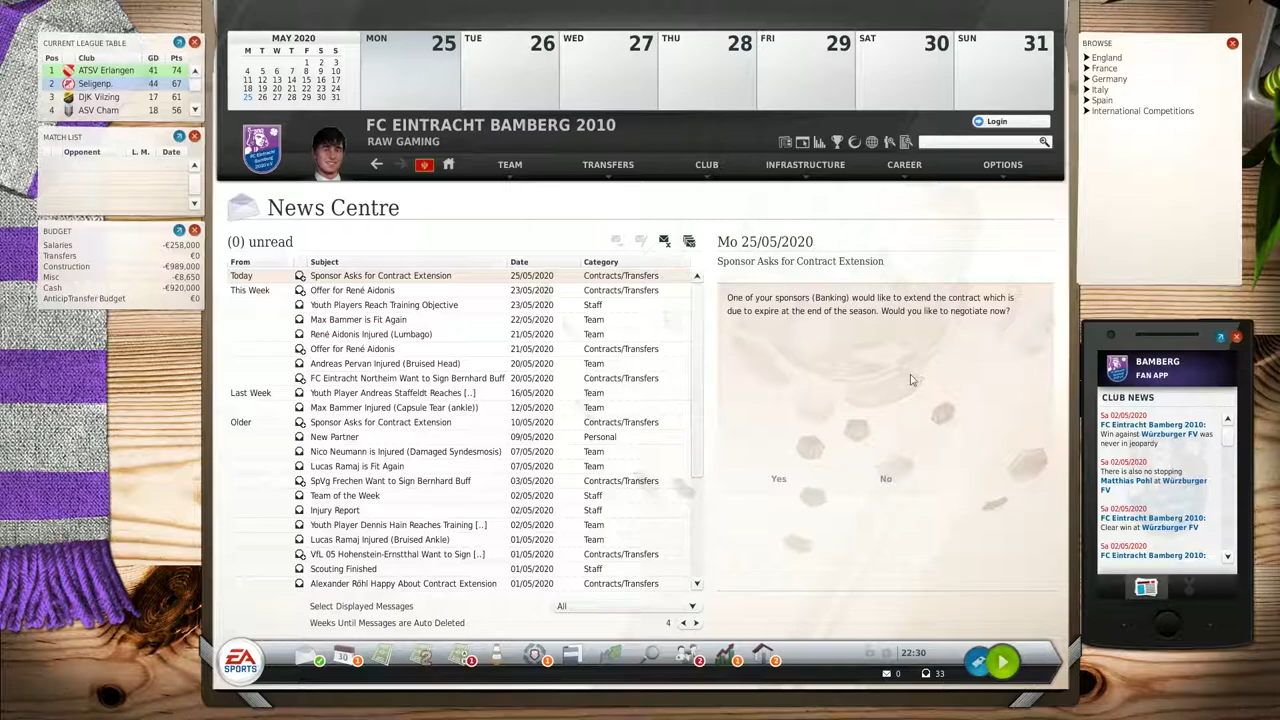 CURRENT LEAGUE TABLE
Pos Club GD Pts
1 ATSV Erlangen 41 74
2 Seligenp. 44 67
3 DJK Vilzing 17 61
4 ASV Cham 18 56
MATCH LIST
Opponent L. M. Date
BUDGET
Salaries -€258,000
Transfers €0
Construction -€989,000
Misc -€8,650
Cash -€920,000
AnticipTransfer Budget €0
MAY 2020
M T W T F S S
1 2 3
4 5 6 7 8 9 10
11 12 13 14 15 16 17
18 19 20 21 22 23 24
25 26 27 28 29 30 31
MON 25 TUE 26 WED 27 THU 28 FRI 29 SAT 30 SUN 31
FC EINTRACHT BAMBERG 2010
RAW GAMING
Login
TEAM TRANSFERS CLUB INFRASTRUCTURE CAREER OPTIONS
News Centre
(0) unread
From Subject Date Category
Today Sponsor Asks for Contract Extension 25/05/2020 Contracts/Transfers
This Week Offer for René Aidonis 23/05/2020 Contracts/Transfers
Youth Players Reach Training Objective 23/05/2020 Staff
Max Bammer is Fit Again 22/05/2020 Team
René Aidonis Injured (Lumbago) 21/05/2020 Team
Offer for René Aidonis 21/05/2020 Contracts/Transfers
Andreas Pervan Injured (Bruised Head) 20/05/2020 Team
FC Eintracht Northeim Want to Sign Bernhard Buff 20/05/2020 Contracts/Transfers
Last Week Youth Player Andreas Staffeldt Reaches [..] 16/05/2020 Team
Max Bammer Injured (Capsule Tear (ankle)) 12/05/2020 Team
Older Sponsor Asks for Contract Extension 10/05/2020 Contracts/Transfers
New Partner 09/05/2020 Personal
Nico Neumann is Injured (Damaged Syndesmosis) 07/05/2020 Team
Lucas Ramaj is Fit Again 07/05/2020 Team
SpVg Frechen Want to Sign Bernhard Buff 03/05/2020 Contracts/Transfers
Team of the Week 02/05/2020 Staff
Injury Report 02/05/2020 Staff
Youth Player Dennis Hain Reaches Training [..] 02/05/2020 Team
Lucas Ramaj Injured (Bruised Ankle) 01/05/2020 Team
VfL 05 Hohenstein-Ernstthal Want to Sign [..] 01/05/2020 Contracts/Transfers
Scouting Finished 01/05/2020 Staff
Alexander Röhl Happy About Contract Extension 01/05/2020 Contracts/Transfers
Select Displayed Messages All
Weeks Until Messages are Auto Deleted 4
Mo 25/05/2020
Sponsor Asks for Contract Extension
One of your sponsors (Banking) would like to extend the contract which is
due to expire at the end of the season. Would you like to negotiate now?
Yes No
BROWSE
England
France
Germany
Italy
Spain
International Competitions
BAMBERG
FAN APP
CLUB NEWS
Sa 02/05/2020
FC Eintracht Bamberg 2010:
Win against Würzburger FV was
never in jeopardy
Sa 02/05/2020
There is also no stopping
Matthias Pohl at Würzburger
FV
Sa 02/05/2020
FC Eintracht Bamberg 2010:
Clear win at Würzburger FV
Sa 02/05/2020
FC Eintracht Bamberg 2010:
EA
SPORTS
30 1 2 1 1 2 1 2
22:30
0 33